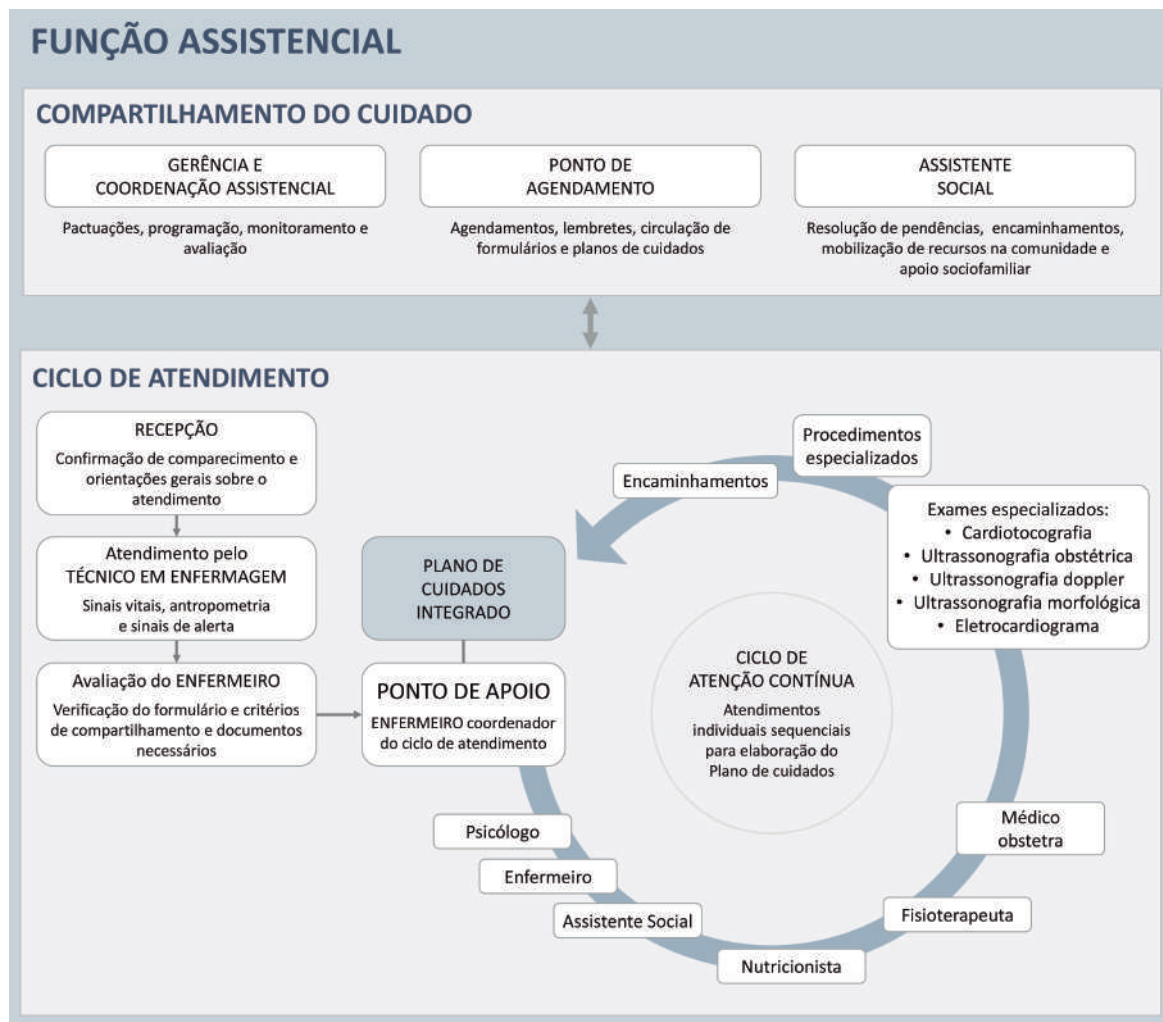 FUNÇÃO ASSISTENCIAL
COMPARTILHAMENTO DO CUIDADO
GERÊNCIA E
COORDENAÇÃO ASSISTENCIAL
Pactuações, programação, monitoramento e
avaliação
PONTO DE
AGENDAMENTO
Agendamentos, lembretes, circulação de
formulários e planos de cuidados
ASSISTENTE
SOCIAL
Resolução de pendências, encaminhamentos,
mobilização de recursos na comunidade e
apoio sociofamiliar
CICLO DE ATENDIMENTO
RECEPÇÃO
Confirmação de comparecimento e
orientações gerais sobre o
atendimento
Atendimento pelo
TÉCNICO EM ENFERMAGEM
Sinais vitais, antropometria
e sinais de alerta
Avaliação do ENFERMEIRO
Verificação do formulário e critérios
de compartilhamento e documentos
necessários
PLANO DE
CUIDADOS
INTEGRADO
PONTO DE APOIO
ENFERMEIRO coordenador
do ciclo de atendimento
Psicólogo
Enfermeiro
Assistente Social
Nutricionista
Fisioterapeuta
Médico
obstetra
Exames especializados:
• Cardiotocografia
• Ultrassonografia obstétrica
• Ultrassonografia doppler
• Ultrassonografia morfológica
• Eletrocardiograma
Procedimentos
especializados
Encaminhamentos
CICLO DE
ATENÇÃO CONTÍNUA
Atendimentos
individuais sequenciais
para elaboração do
Plano de cuidados